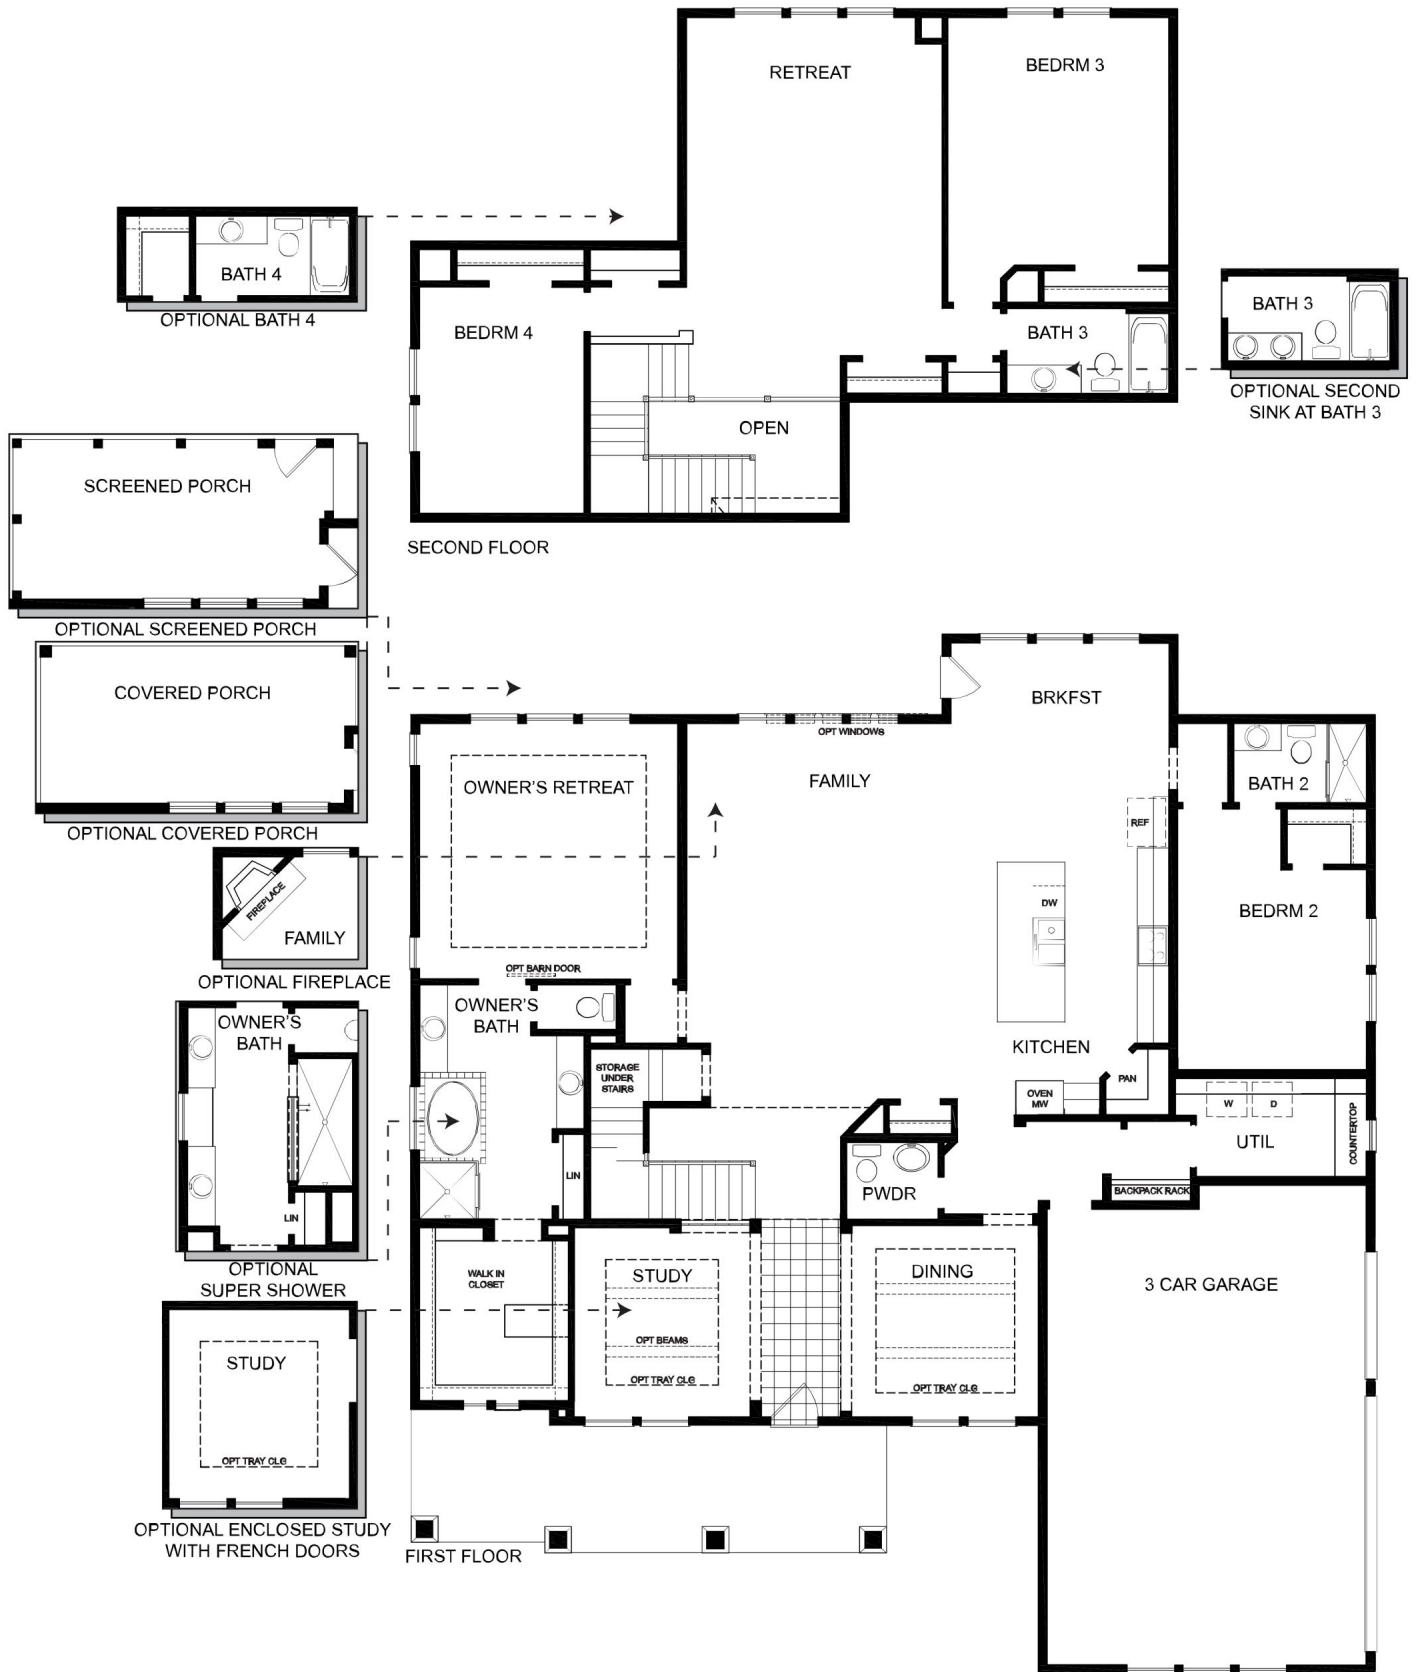 RETREAT
BEDRM 3
BATH 4
OPTIONAL BATH 4
BEDRM 4
BATH 3
BATH 3
OPTIONAL SECOND
SINK AT BATH 3
OPEN
SECOND FLOOR
SCREENED PORCH
OPTIONAL SCREENED PORCH
COVERED PORCH
OPTIONAL COVERED PORCH
FIREPLACE
FAMILY
OPTIONAL FIREPLACE
OWNER'S
BATH
LIN
OPTIONAL
SUPER SHOWER
STUDY
OPT TRAY CLG
OPTIONAL ENCLOSED STUDY
WITH FRENCH DOORS
BRKFST
OPT WINDOWS
FAMILY
OWNER'S RETREAT
BATH 2
REF
DW
BEDRM 2
OPT BARN DOOR
OWNER'S
BATH
KITCHEN
STORAGE
UNDER
STAIRS
PAN
OVEN
MW
W
D
UTIL
COUNTERTOP
LIN
PWDR
BACKPACK RACK
WALK IN
CLOSET
STUDY
OPT BEAMS
OPT TRAY CLG
DINING
OPT TRAY CLG
3 CAR GARAGE
FIRST FLOOR